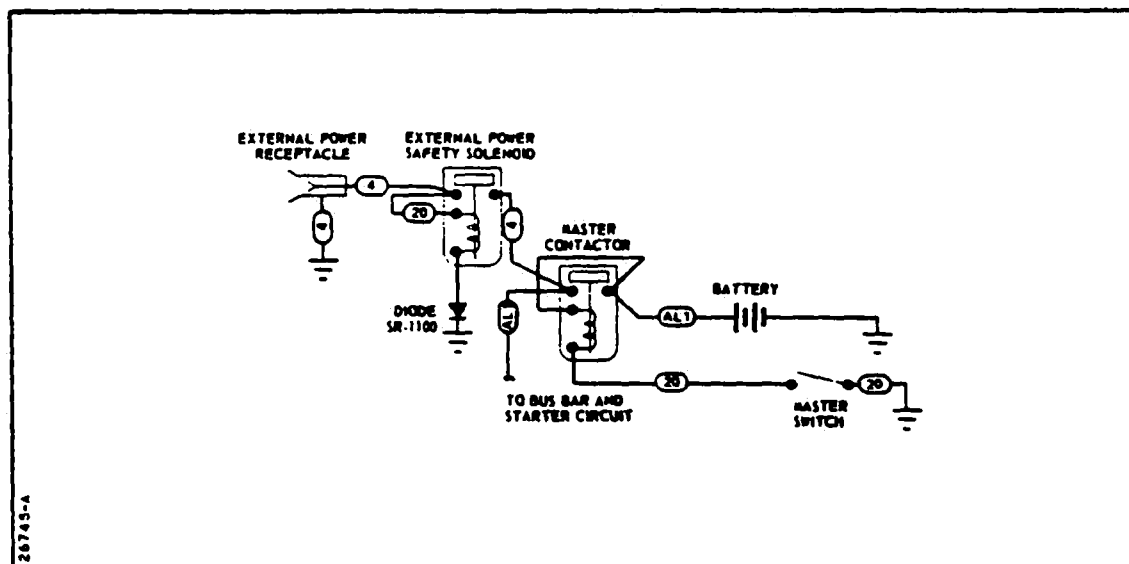 EXTERNAL POWER
RECEPTACLE
EXTERNAL POWER
SAFETY SOLENOID
4
20
4
4
MASTER
CONTACTOR
BATTERY
DIODE
SR-1100
AL
AL1
TO BUS BAR AND
STARTER CIRCUIT
20
20
MASTER
SWITCH
26745-A